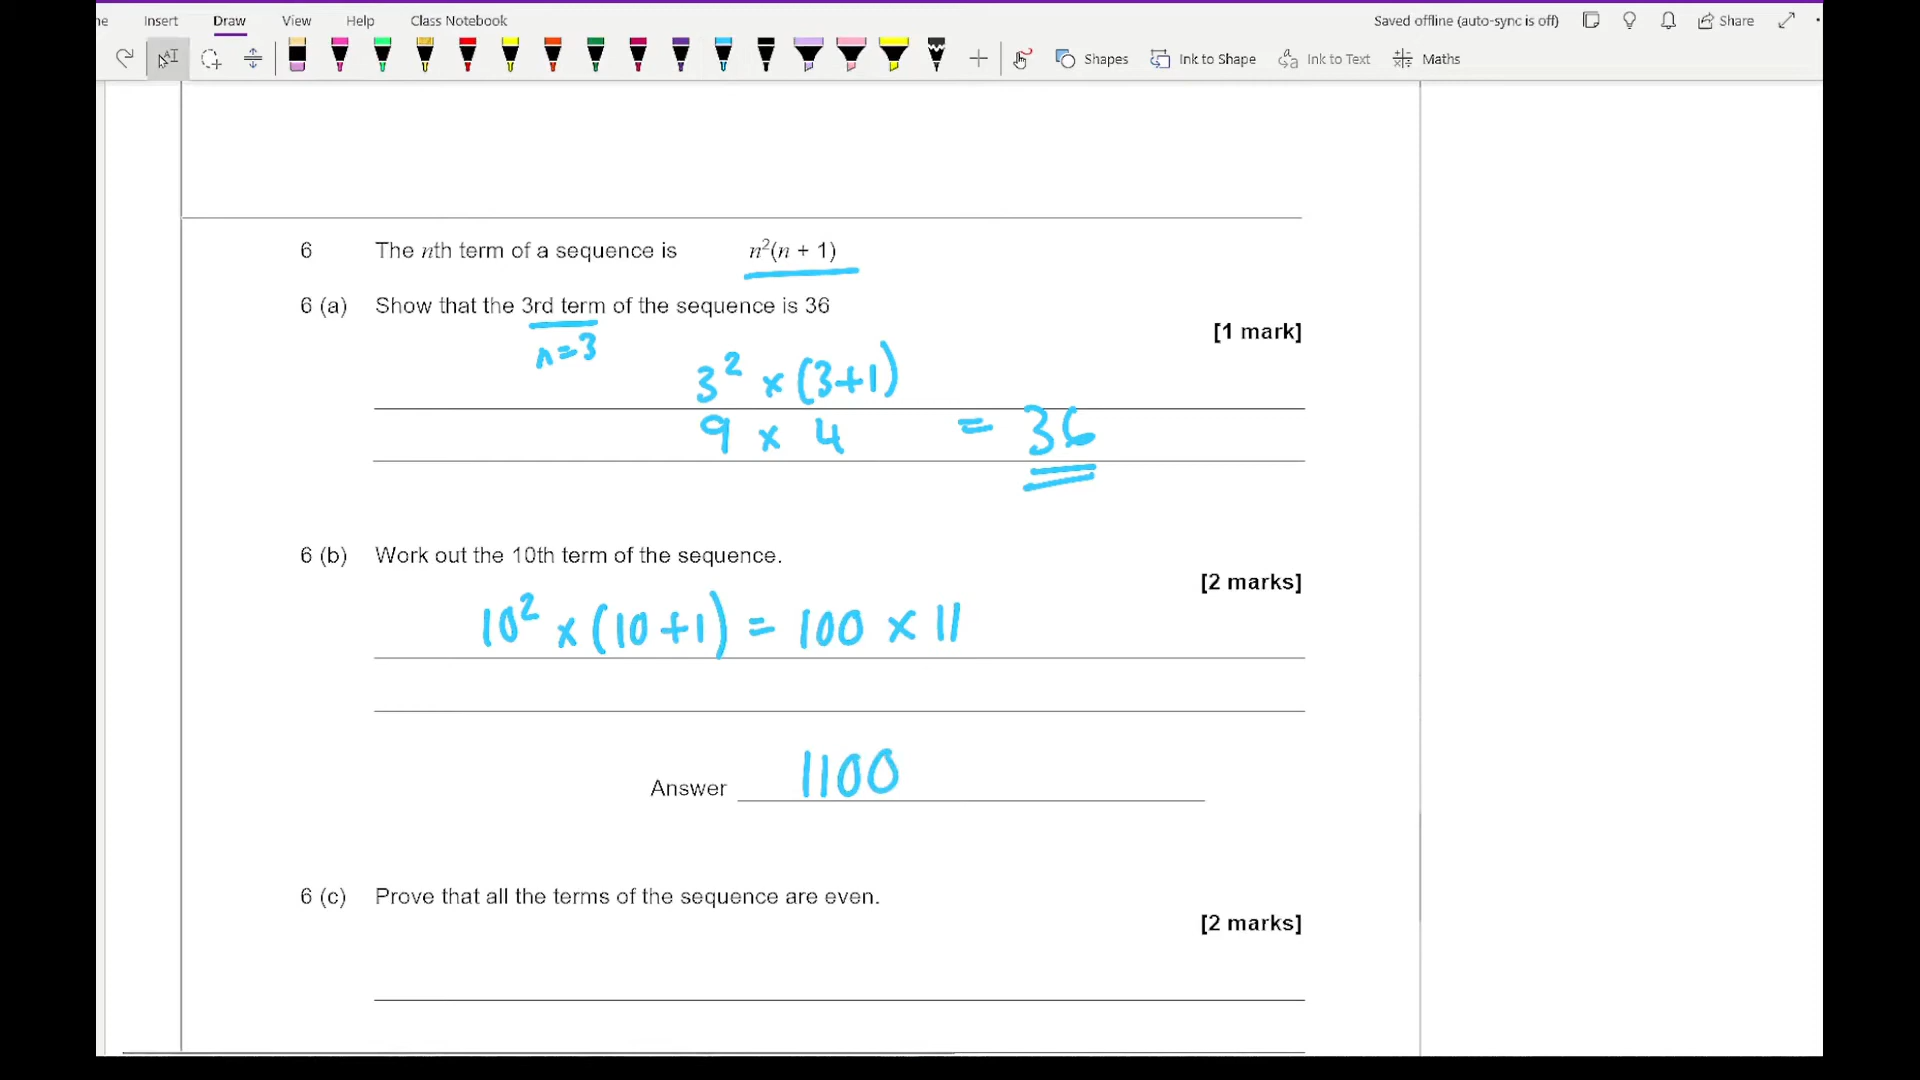 Insert Draw View Help Class Notebook Saved offline (auto-sync is off) Share
Shapes Ink to Shape Ink to Text Maths
6 The nth term of a sequence is n²(n + 1)
6 (a) Show that the 3rd term of the sequence is 36
[1 mark]
n=3
3² × (3+1)
9 × 4 = 36
6 (b) Work out the 10th term of the sequence.
[2 marks]
10² × (10+1) = 100 × 11
Answer 1100
6 (c) Prove that all the terms of the sequence are even.
[2 marks]